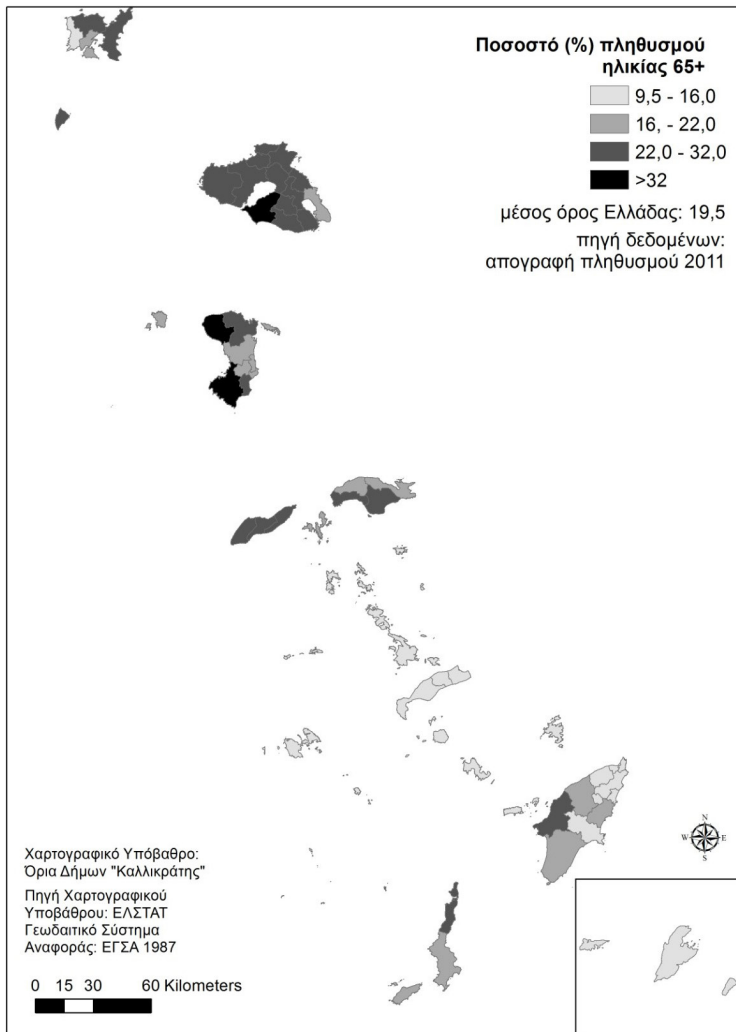 Ποσοστό (%) πληθυσμού
ηλικίας 65+
9,5 - 16,0
16, - 22,0
22,0 - 32,0
>32
μέσος όρος Ελλάδας: 19,5
πηγή δεδομένων:
απογραφή πληθυσμού 2011
N
W E
S
Χαρτογραφικό Υπόβαθρο:
Όρια Δήμων "Καλλικράτης"
Πηγή Χαρτογραφικού
Υποβάθρου: ΕΛΣΤΑΤ
Γεωδαιτικό Σύστημα
Αναφοράς: ΕΓΣΑ 1987
0 15 30 60 Kilometers